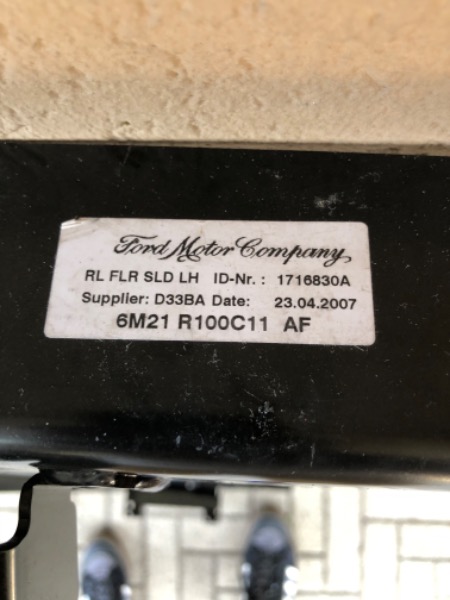 Ford Motor Company
RL FLR SLD LH ID-Nr. : 1716830A
Supplier: D33BA Date: 23.04.2007
6M21 R100C11 AF